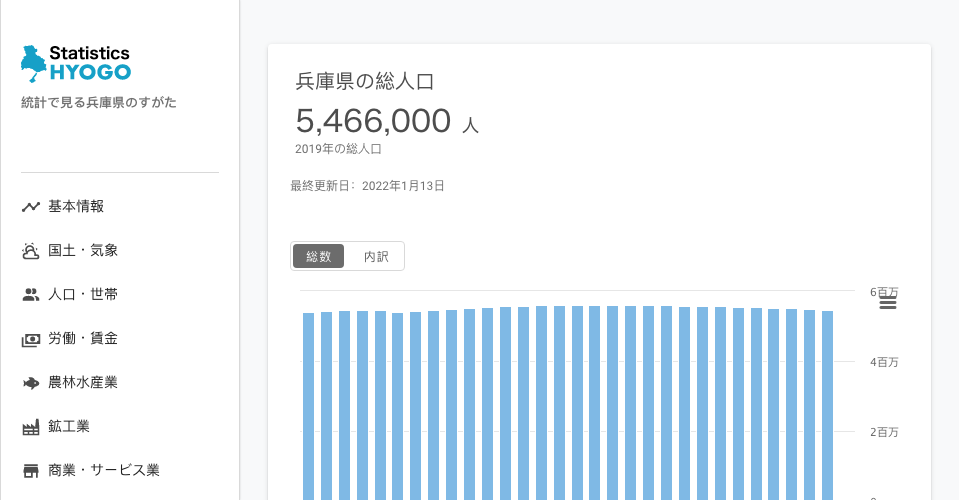 Statistics
HYOGO
統計で見る兵庫県のすがた
基本情報
国土・気象
人口・世帯
労働・賃金
農林水産業
鉱工業
商業・サービス業
兵庫県の総人口
5,466,000 人
2019年の総人口
最終更新日： 2022年1月13日
総数 内訳
6百万
4百万
2百万